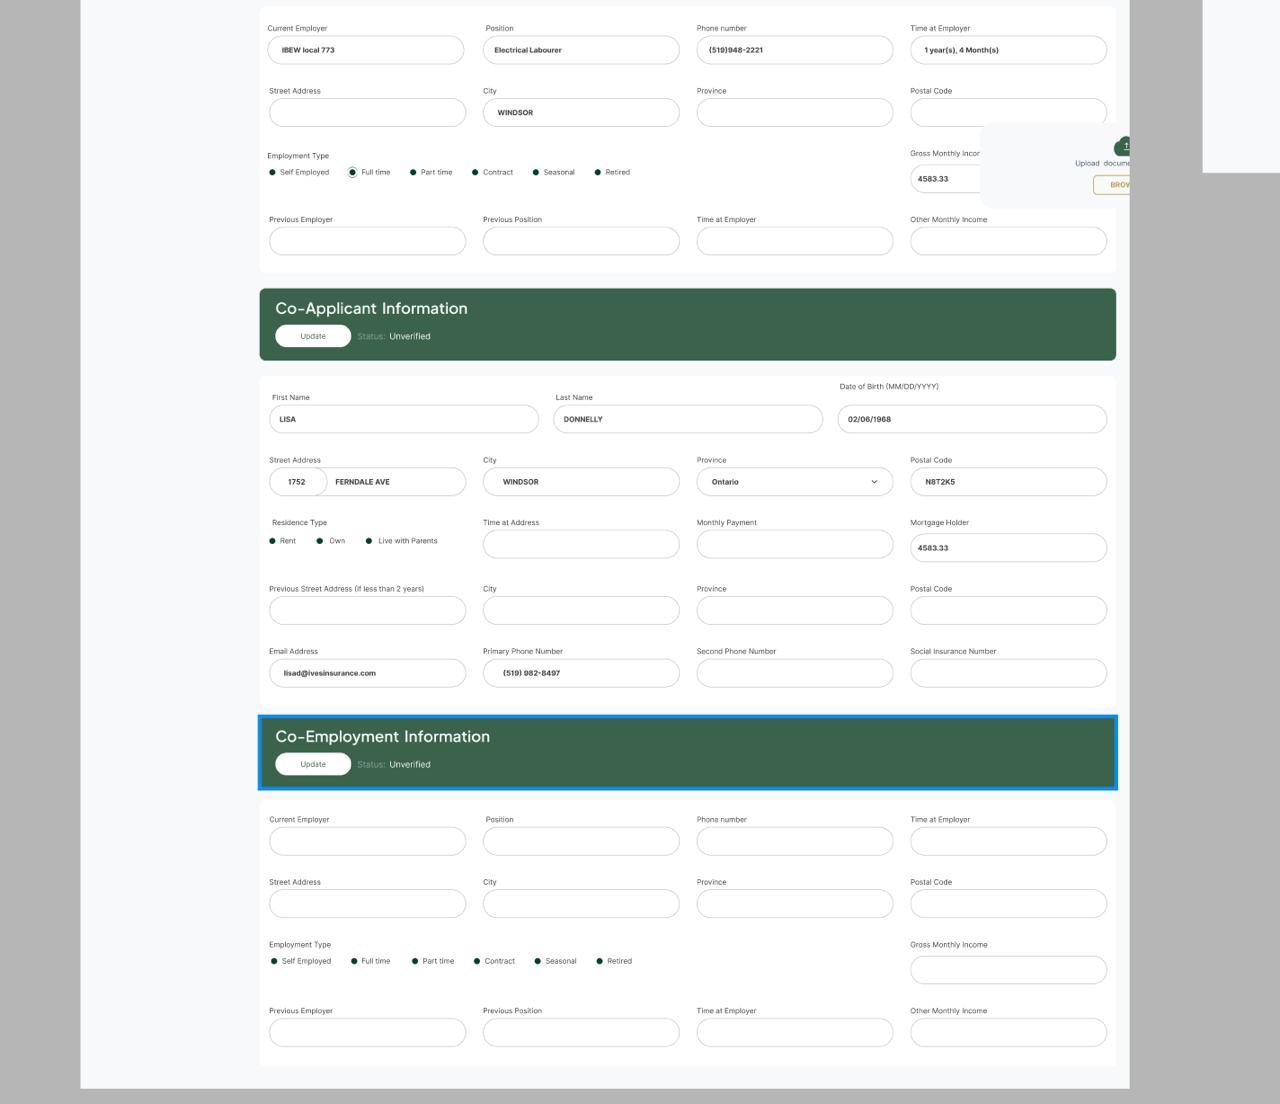 Current Employer Position Phone number Time at Employer
IBEW local 773 Electrical Labourer (519)948-2221 1 year(s), 4 Month(s)
Street Address City Province Postal Code
WINDSOR
Employment Type Gross Monthly Incor
Self Employed Full time Part time Contract Seasonal Retired 4583.33
Upload docume
BROW
Previous Employer Previous Position Time at Employer Other Monthly Income
Co-Applicant Information
Update Status: Unverified
Date of Birth (MM/DD/YYYY)
First Name Last Name
LISA DONNELLY 02/06/1968
Street Address City Province Postal Code
1752 FERNDALE AVE WINDSOR Ontario N8T2K5
Residence Type Time at Address Monthly Payment Mortgage Holder
Rent Own Live with Parents 4583.33
Previous Street Address (if less than 2 years) City Province Postal Code
Email Address Primary Phone Number Second Phone Number Social Insurance Number
lisad@ivesinsurance.com (519) 982-8497
Co-Employment Information
Update Status: Unverified
Current Employer Position Phone number Time at Employer
Street Address City Province Postal Code
Employment Type Gross Monthly Income
Self Employed Full time Part time Contract Seasonal Retired
Previous Employer Previous Position Time at Employer Other Monthly Income